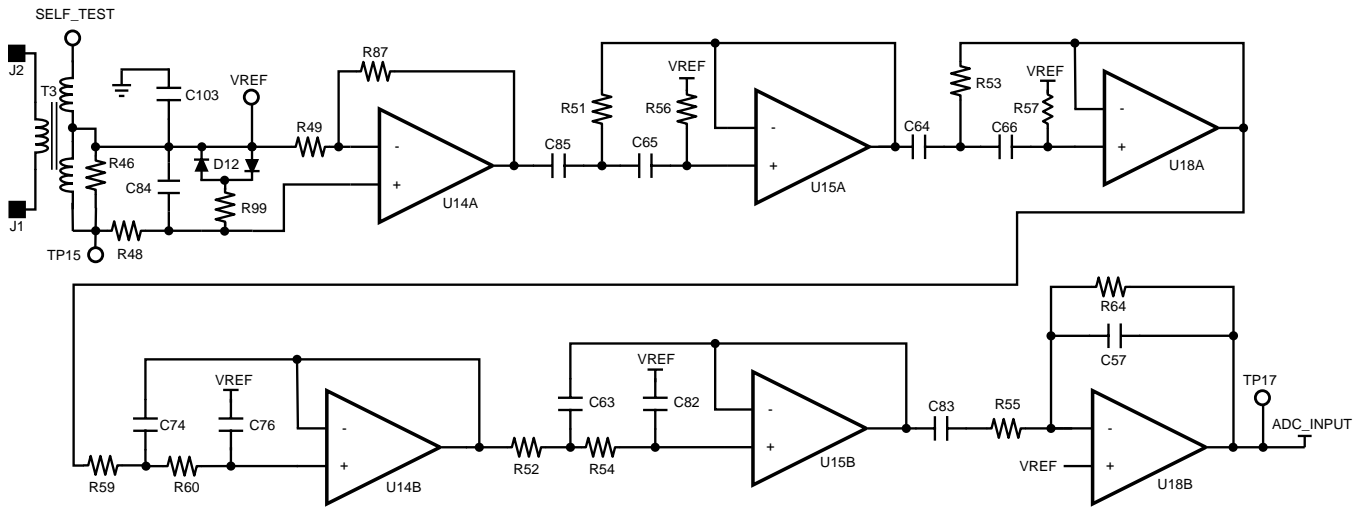 SELF_TEST
J2
T3
J1
C103
VREF
R46
C84
D12
R99
R48
TP15
R49
R87
-
+
U14A
C85
R51
C65
R56
VREF
-
+
U15A
C64
R53
C66
R57
VREF
-
+
U18A
R59
C74
R60
VREF
C76
-
+
U14B
R52
C63
R54
VREF
C82
-
+
U15B
C83
R55
R64
C57
-
+
VREF
U18B
TP17
ADC_INPUT